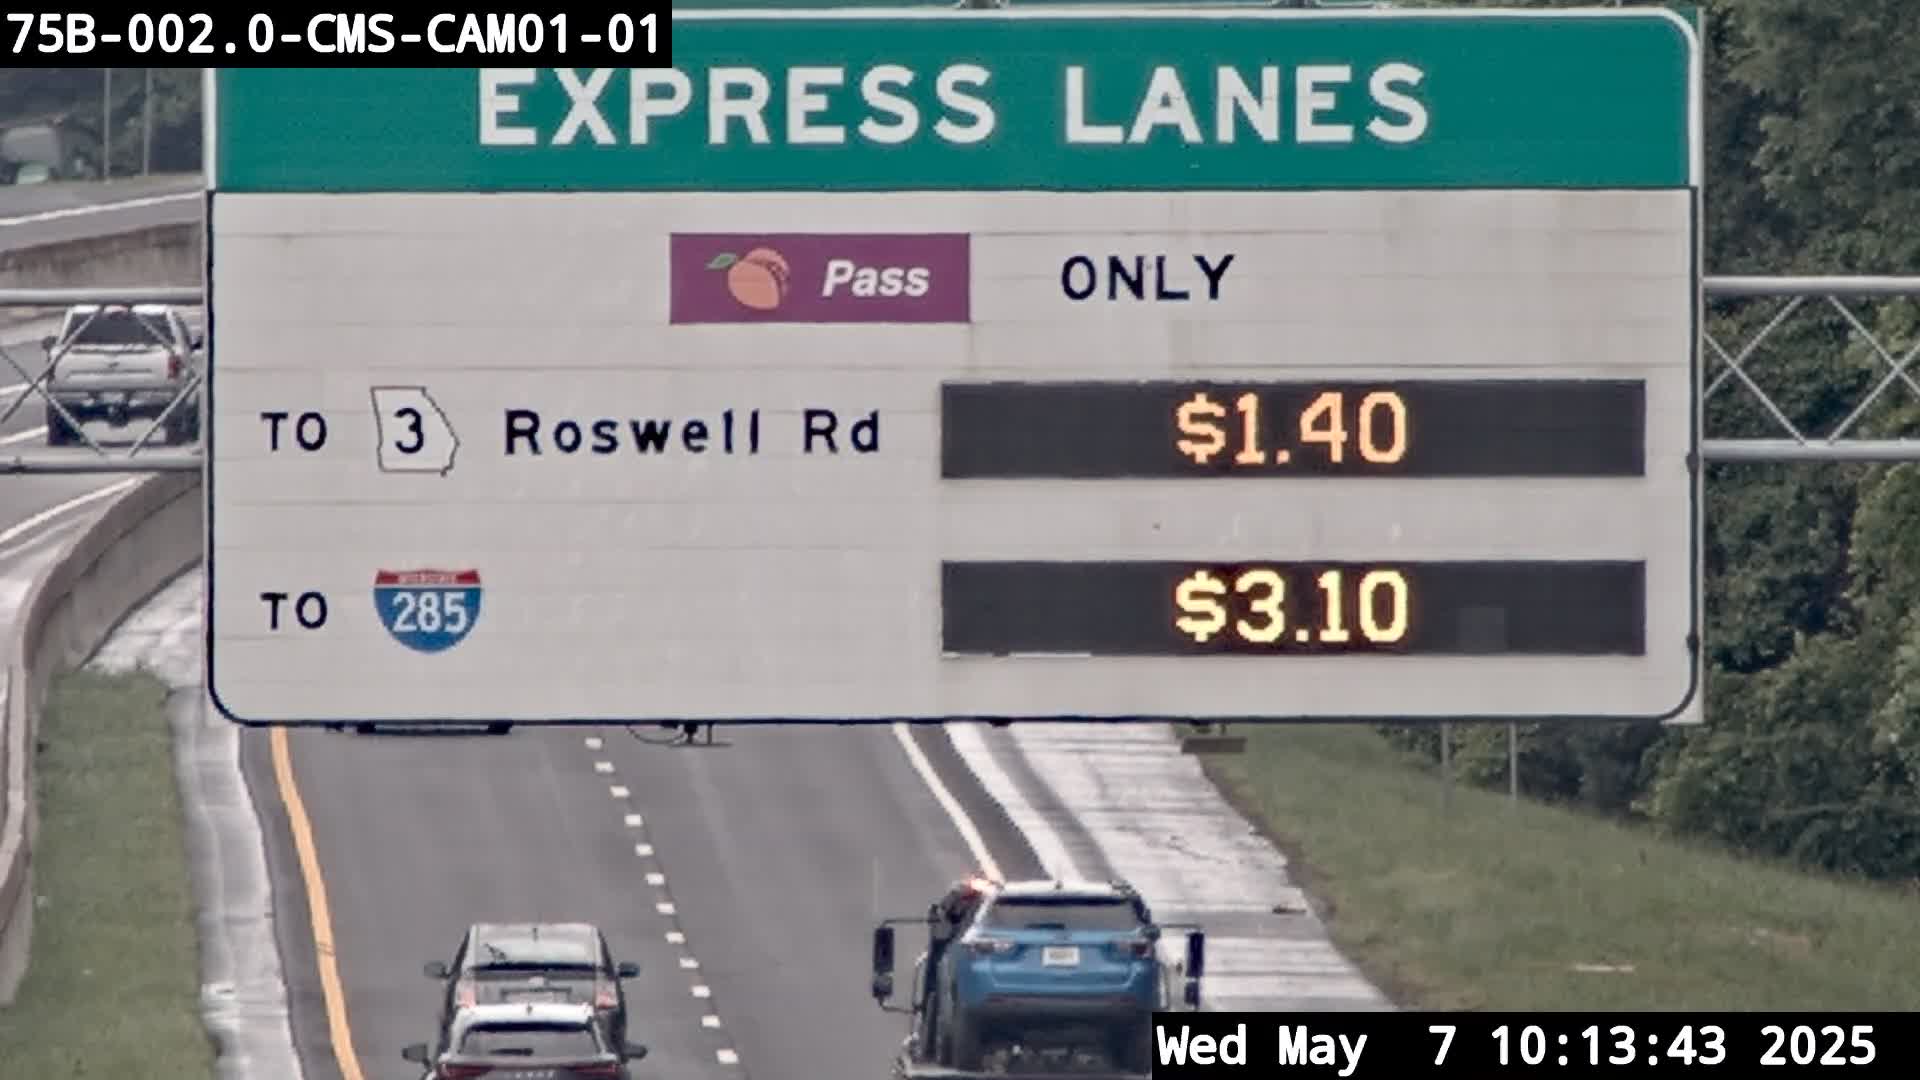 75B-002.0-CMS-CAM01-01
EXPRESS LANES
Pass ONLY
TO 3 Roswell Rd $1.40
TO 285 $3.10
Wed May 7 10:13:43 2025